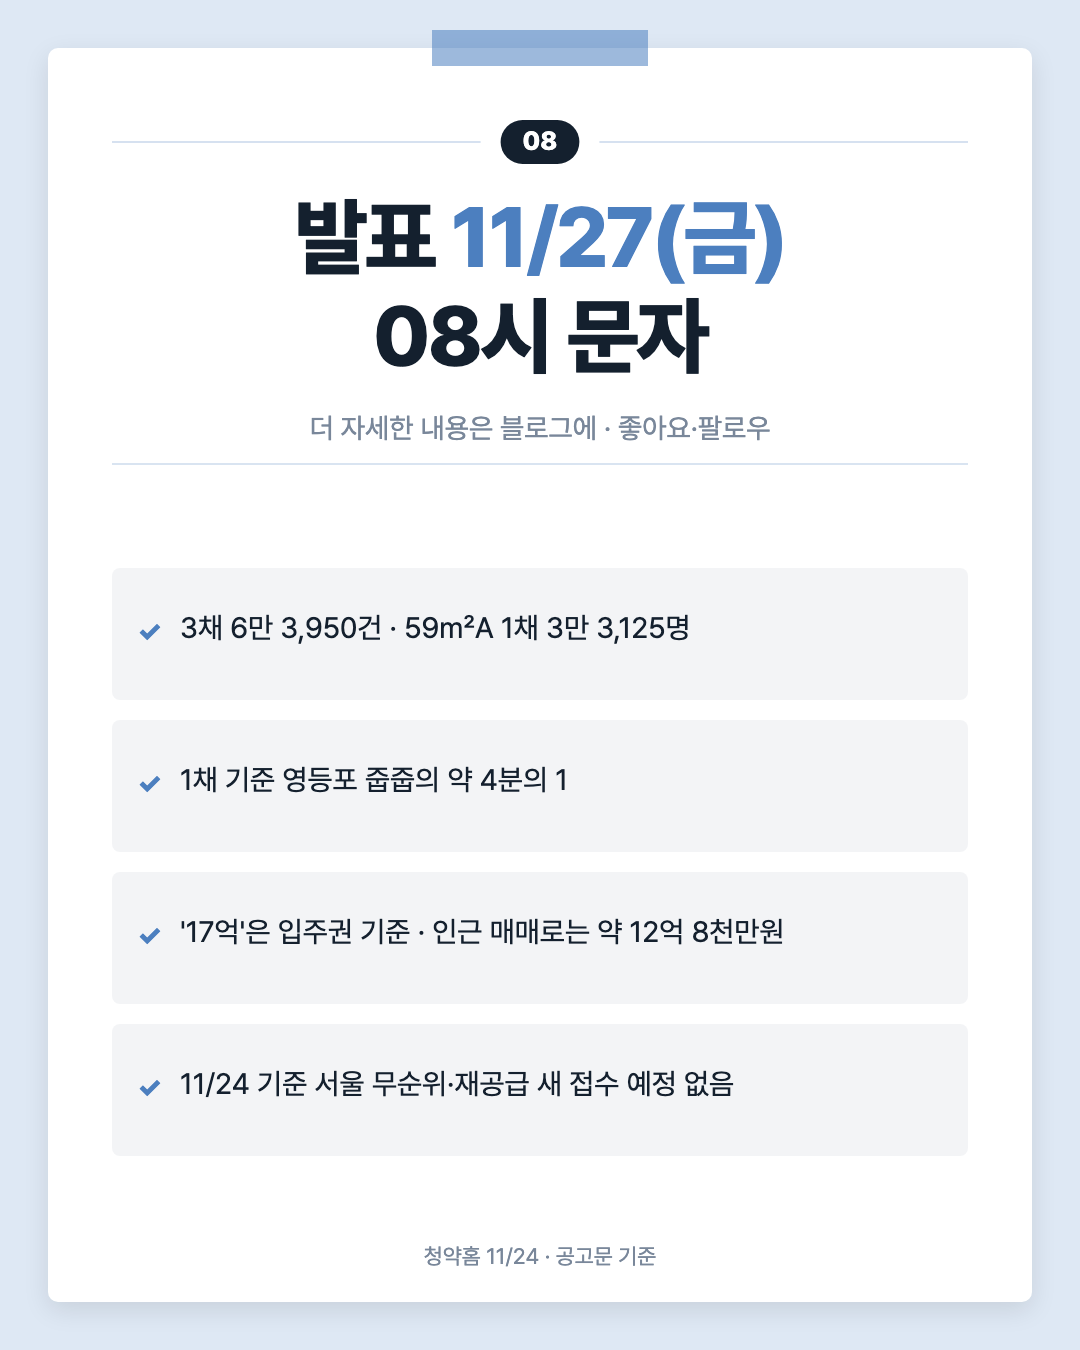 08
발표 11/27(금)
08시 문자
더 자세한 내용은 블로그에 · 좋아요·팔로우
3채 6만 3,950건 · 59m²A 1채 3만 3,125명
1채 기준 영등포 줍줍의 약 4분의 1
'17억'은 입주권 기준 · 인근 매매로는 약 12억 8천만원
11/24 기준 서울 무순위·재공급 새 접수 예정 없음
청약홈 11/24 · 공고문 기준